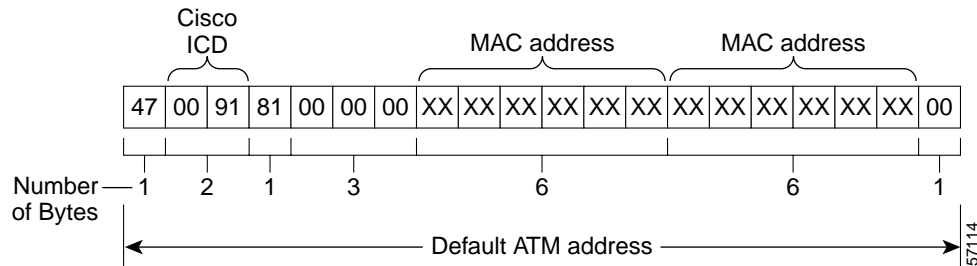 Cisco
ICD
MAC address
MAC address
47 00 91 81 00 00 00 XX XX XX XX XX XX XX XX XX XX XX XX 00
Number
of Bytes
1 2 1 3 6 6 1
Default ATM address
57114